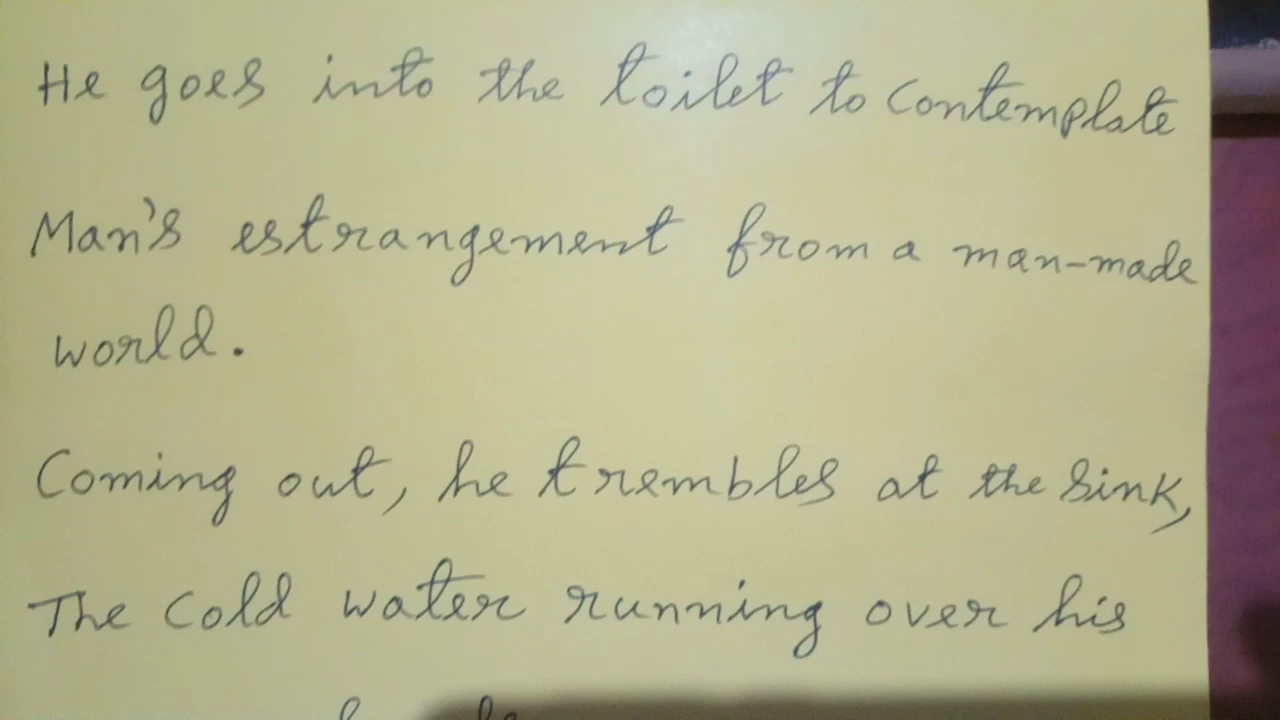 He goes into the toilet to contemplate
Man's estrangement from a man-made
world.
Coming out, he trembles at the sink,
The cold water running over his